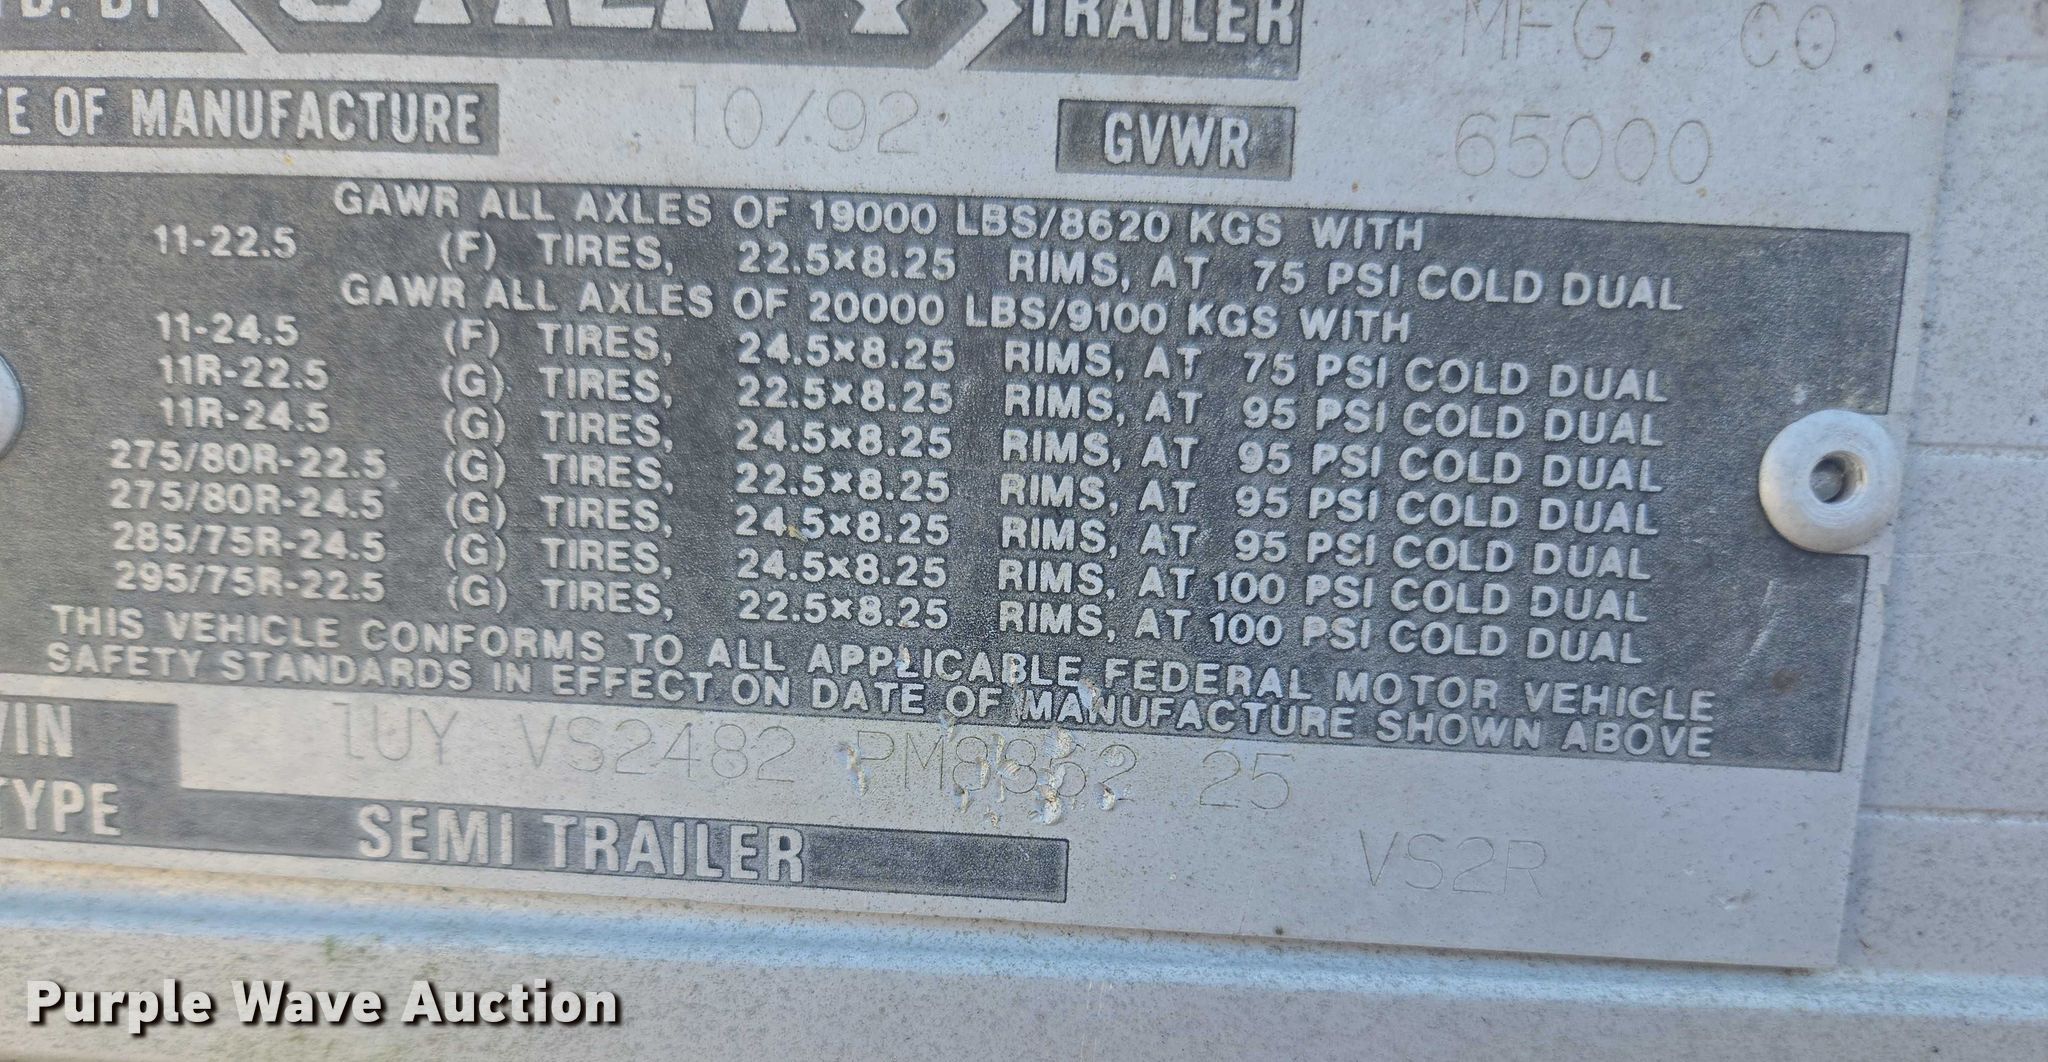 D. BY UTILITY TRAILER MFG. CO.
TE OF MANUFACTURE 10/92 GVWR 65000
GAWR ALL AXLES OF 19000 LBS/8620 KGS WITH
11-22.5 (F) TIRES, 22.5×8.25 RIMS, AT 75 PSI COLD DUAL
GAWR ALL AXLES OF 20000 LBS/9100 KGS WITH
11-24.5 (F) TIRES, 24.5×8.25 RIMS, AT 75 PSI COLD DUAL
11R-22.5 (G) TIRES, 22.5×8.25 RIMS, AT 95 PSI COLD DUAL
11R-24.5 (G) TIRES, 24.5×8.25 RIMS, AT 95 PSI COLD DUAL
275/80R-22.5 (G) TIRES, 22.5×8.25 RIMS, AT 95 PSI COLD DUAL
275/80R-24.5 (G) TIRES, 24.5×8.25 RIMS, AT 95 PSI COLD DUAL
285/75R-24.5 (G) TIRES, 24.5×8.25 RIMS, AT 100 PSI COLD DUAL
295/75R-22.5 (G) TIRES, 22.5×8.25 RIMS, AT 100 PSI COLD DUAL
THIS VEHICLE CONFORMS TO ALL APPLICABLE FEDERAL MOTOR VEHICLE
SAFETY STANDARDS IN EFFECT ON DATE OF MANUFACTURE SHOWN ABOVE
VIN 1UY VS2482 25
TYPE SEMI TRAILER VS2R
Purple Wave Auction